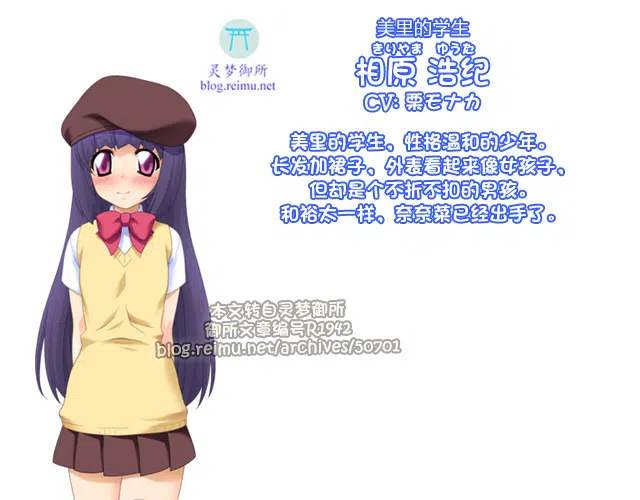 灵梦御所
blog.reimu.net
美里的学生
きりやま ゆうた
相原 浩纪
CV: 栗モナカ
美里的学生、性格温和的少年。
长发加裙子、外表看起来像女孩子、
但却是个不折不扣的男孩。
和裕太一样、奈奈菜已经出手了。
本文转自灵梦御所
御所文章编号R1942
blog.reimu.net/archives/50701